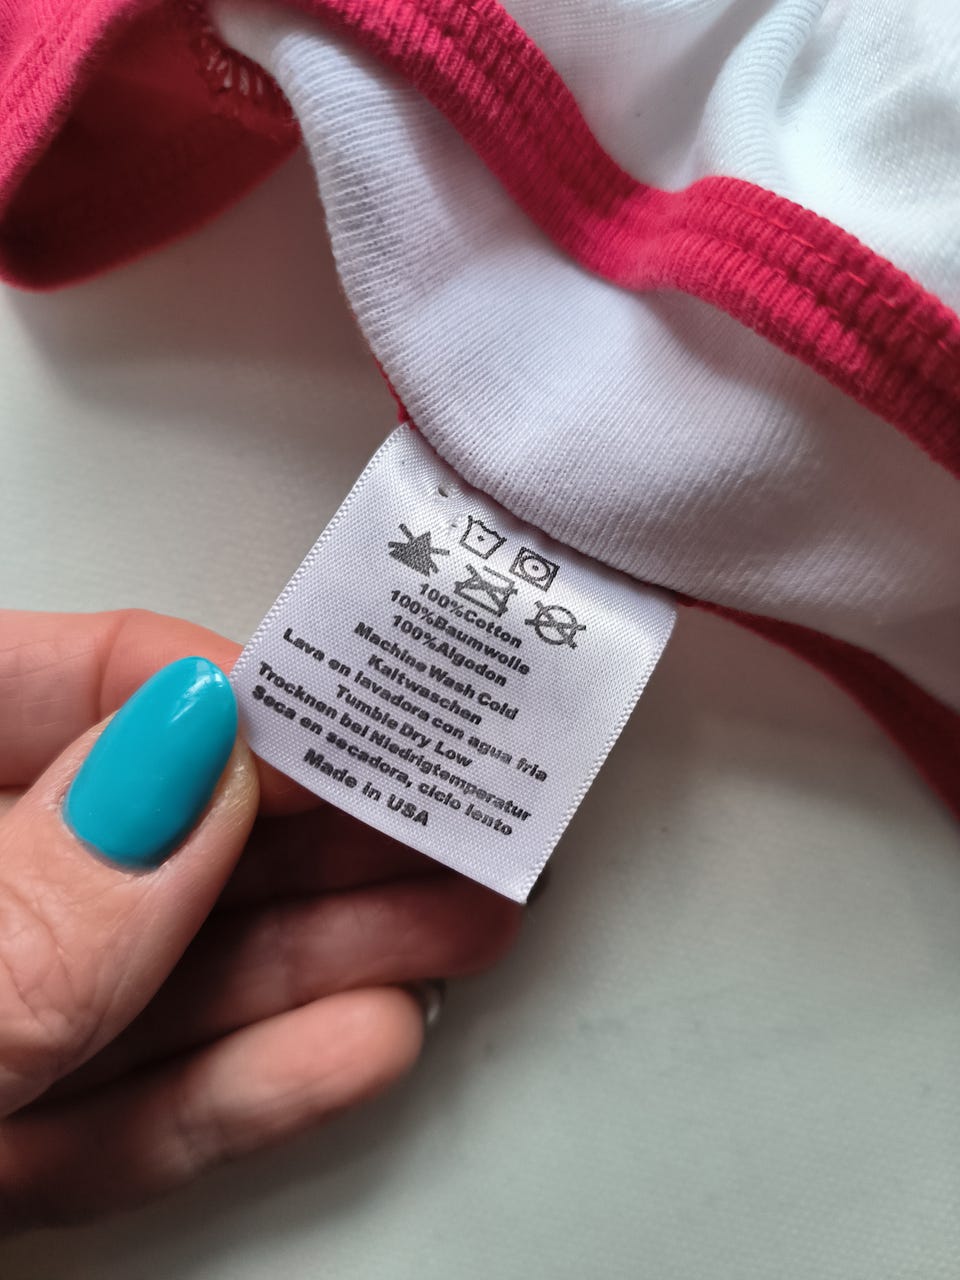 100%Cotton
100%Baumwolle
100%Algodon
Machine Wash Cold
Kaltwaschen
Lava en lavadora con agua fria
Tumble Dry Low
Trocknen bei Niedrigtemperatur
Seca en secadora, ciclo lento
Made in USA